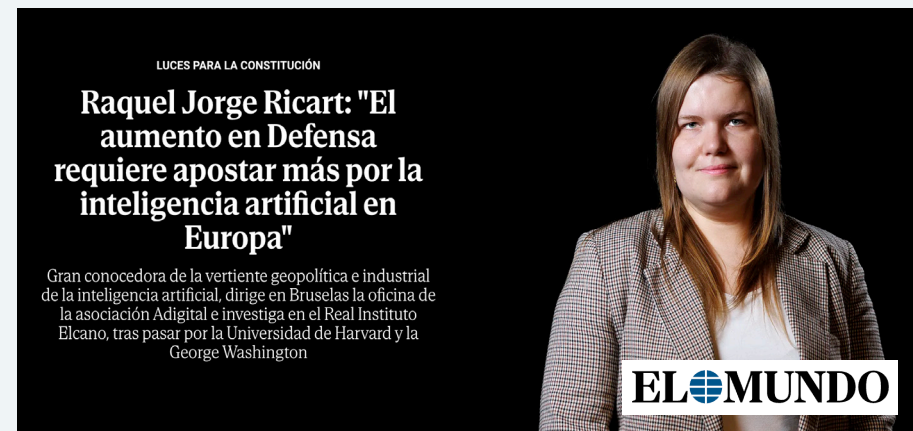 LUCES PARA LA CONSTITUCIÓN
Raquel Jorge Ricart: "El
aumento en Defensa
requiere apostar más por la
inteligencia artificial en
Europa"
Gran conocedora de la vertiente geopolítica e industrial
de la inteligencia artificial, dirige en Bruselas la oficina de
la asociación Adigital e investiga en el Real Instituto
Elcano, tras pasar por la Universidad de Harvard y la
George Washington
EL MUNDO